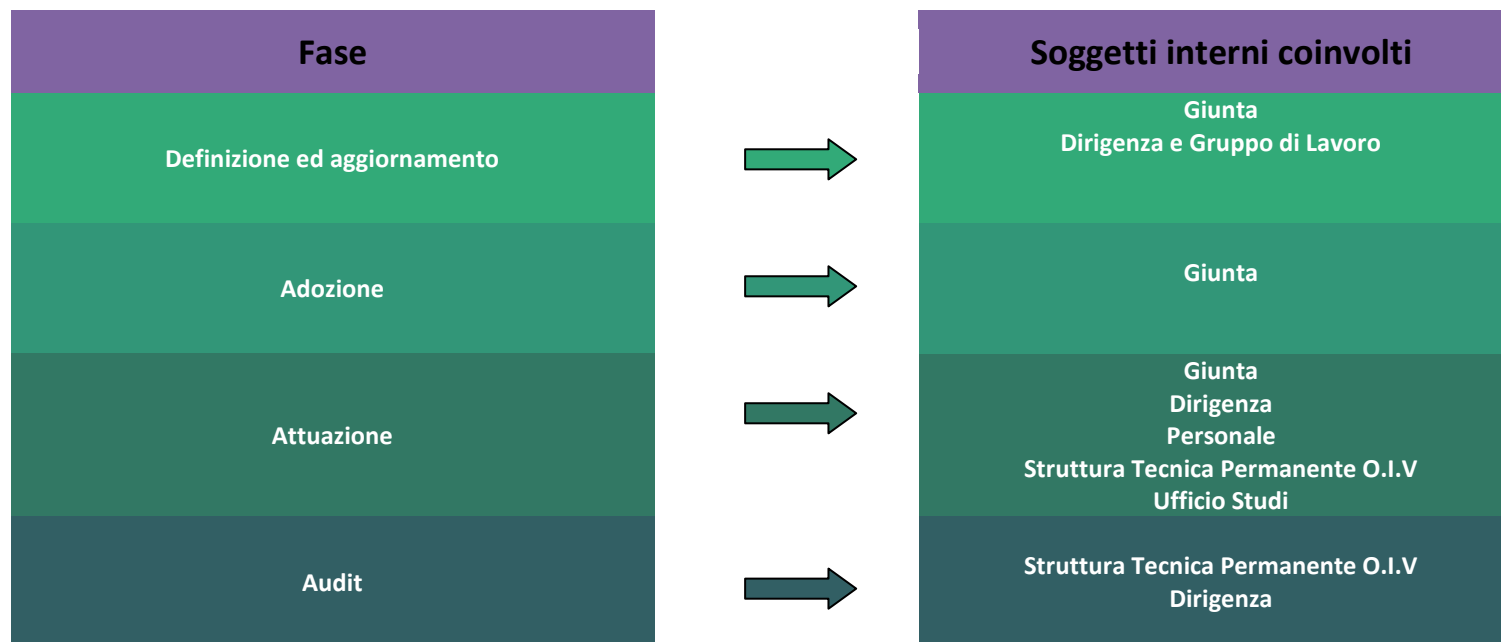 Fase
Soggetti interni coinvolti
Definizione ed aggiornamento
Giunta
Dirigenza e Gruppo di Lavoro
Adozione
Giunta
Attuazione
Giunta
Dirigenza
Personale
Struttura Tecnica Permanente O.I.V
Ufficio Studi
Audit
Struttura Tecnica Permanente O.I.V
Dirigenza